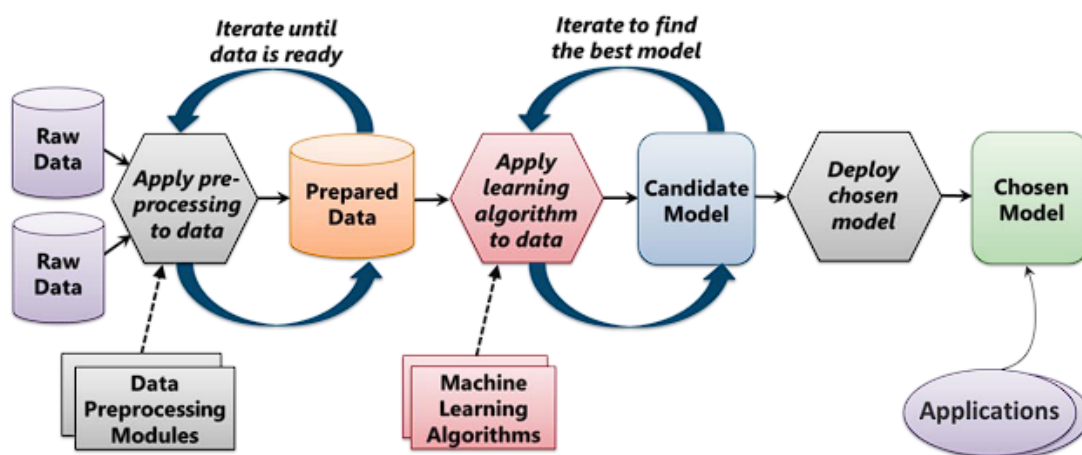 Iterate until
data is ready
Iterate to find
the best model
Raw
Data
Raw
Data
Apply pre-
processing
to data
Prepared
Data
Apply
learning
algorithm
to data
Candidate
Model
Deploy
chosen
model
Chosen
Model
Data
Preprocessing
Modules
Machine
Learning
Algorithms
Applications